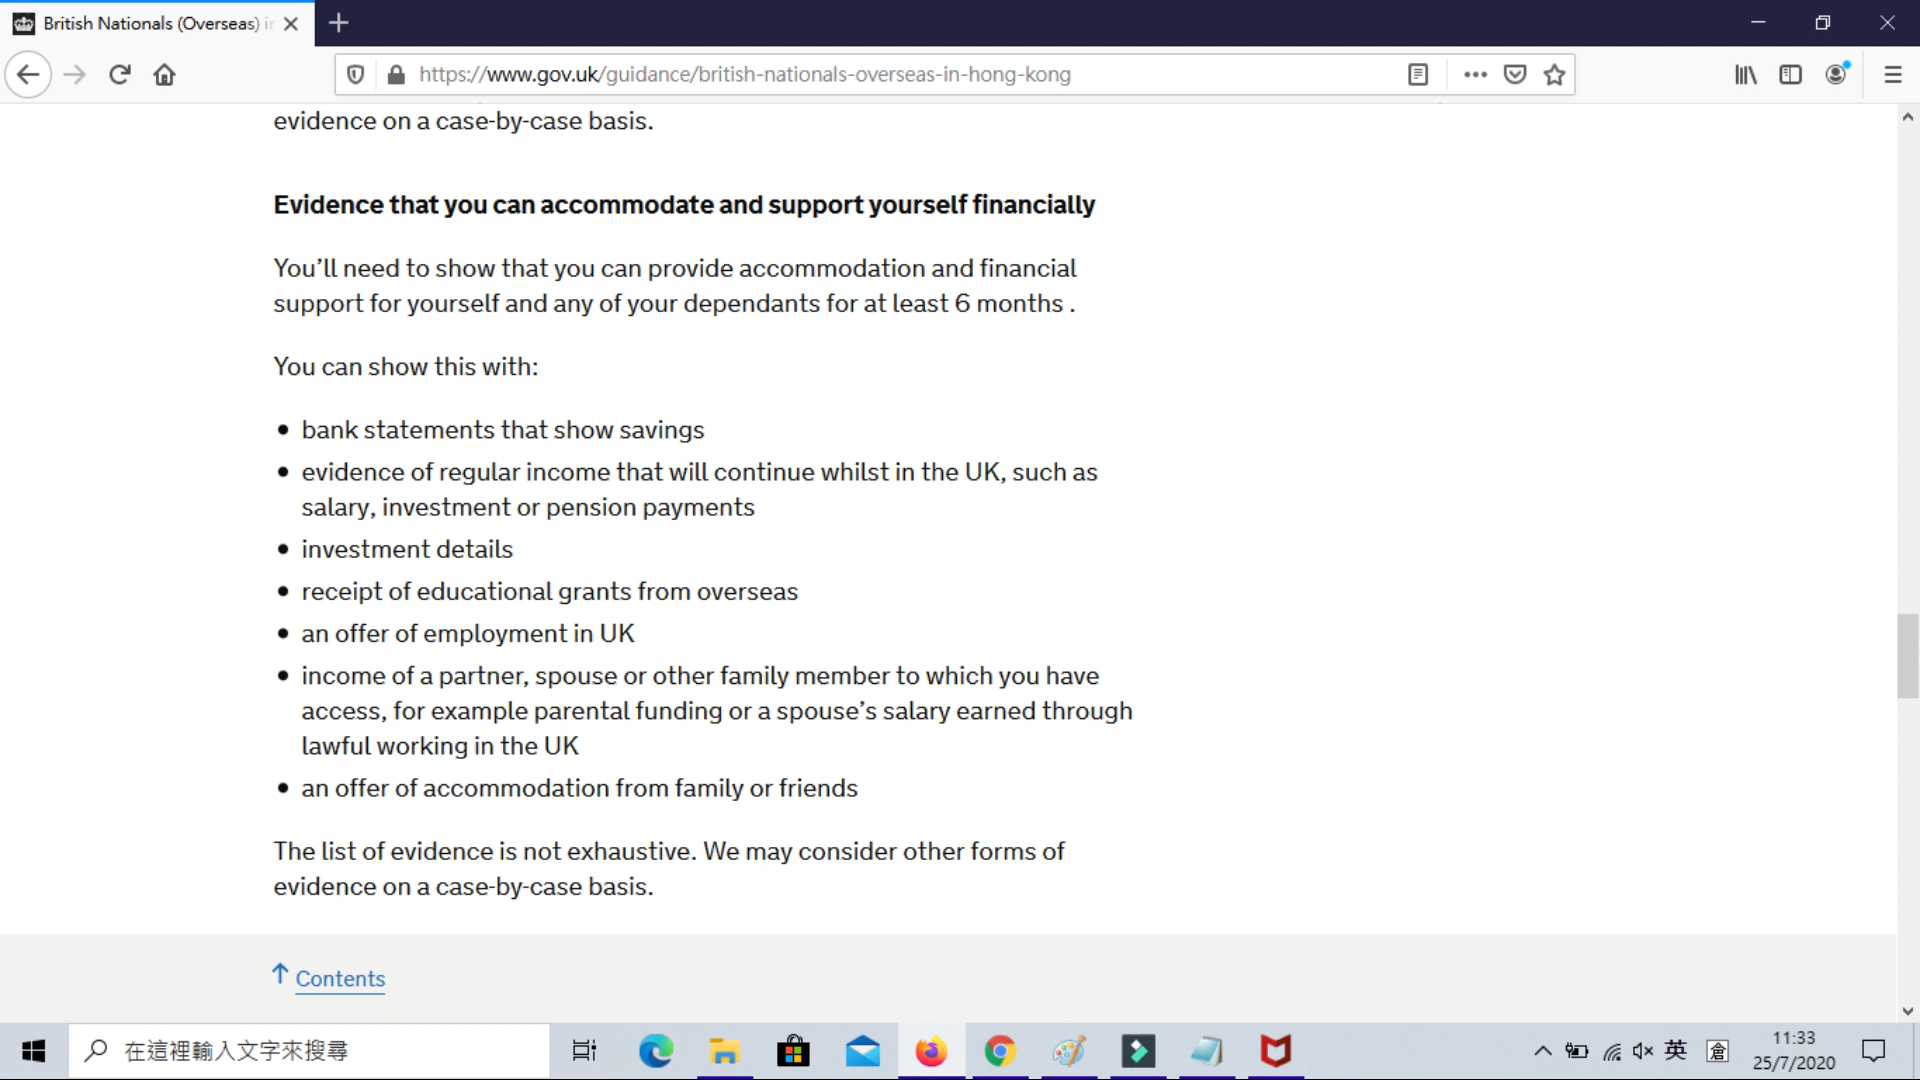 British Nationals (Overseas) i
https://www.gov.uk/guidance/british-nationals-overseas-in-hong-kong
evidence on a case-by-case basis.
Evidence that you can accommodate and support yourself financially
You’ll need to show that you can provide accommodation and financial
support for yourself and any of your dependants for at least 6 months .
You can show this with:
• bank statements that show savings
• evidence of regular income that will continue whilst in the UK, such as
salary, investment or pension payments
• investment details
• receipt of educational grants from overseas
• an offer of employment in UK
• income of a partner, spouse or other family member to which you have
access, for example parental funding or a spouse’s salary earned through
lawful working in the UK
• an offer of accommodation from family or friends
The list of evidence is not exhaustive. We may consider other forms of
evidence on a case-by-case basis.
↑ Contents
在這裡輸入文字來搜尋
英
倉
11:33
25/7/2020